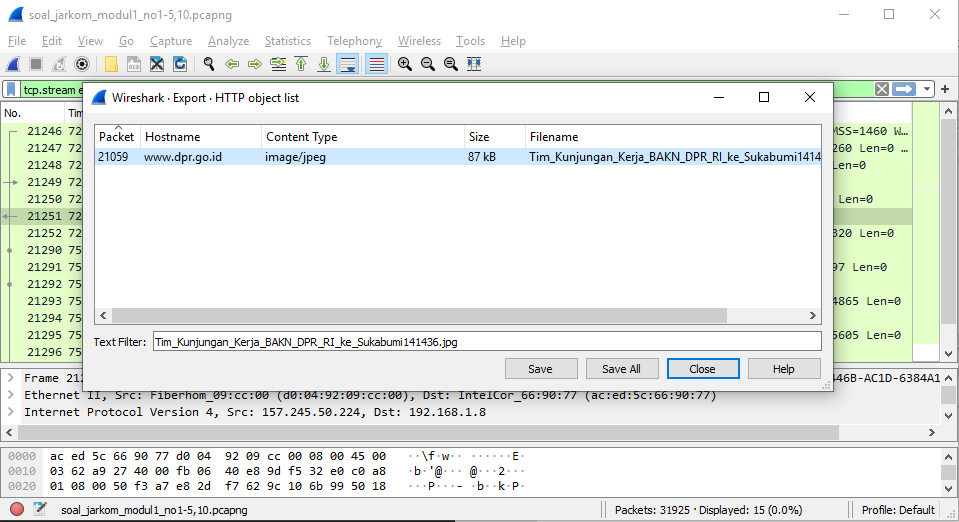 soal_jarkom_modul1_no1-5,10.pcapng
File Edit View Go Capture Analyze Statistics Telephony Wireless Tools Help
tcp.stream e
No. Tim
Wireshark · Export · HTTP object list
Packet Hostname Content Type Size Filename
21059 www.dpr.go.id image/jpeg 87 kB Tim_Kunjungan_Kerja_BAKN_DPR_RI_ke_Sukabumi1414
21246 72 MSS=1460 W…
21247 72 260 Len=0 …
21248 72 Len=0
21249 72
21250 72 Len=0
21251 72
21252 72 320 Len=0
21290 75
21291 75 97 Len=0
21292 75
21293 75 4865 Len=0
21294 75
21295 75 5605 Len=0
21296 75
Text Filter: Tim_Kunjungan_Kerja_BAKN_DPR_RI_ke_Sukabumi141436.jpg
Save Save All Close Help
Frame 212 446B-AC1D-6384A1
Ethernet II, Src: Fiberhom_09:cc:00 (d0:04:92:09:cc:00), Dst: IntelCor_66:90:77 (ac:ed:5c:66:90:77)
Internet Protocol Version 4, Src: 157.245.50.224, Dst: 192.168.1.8
0000 ac ed 5c 66 90 77 d0 04 92 09 cc 00 08 00 45 00 ··\f·w·· ······E·
0010 03 62 a9 27 40 00 fb 06 40 e8 9d f5 32 e0 c0 a8 ·b·'@··· @···2···
0020 01 08 00 50 f3 a7 e8 2d f7 62 9c 10 6b 99 50 18 ···P···- ·b··k·P·
soal_jarkom_modul1_no1-5,10.pcapng Packets: 31925 · Displayed: 15 (0.0%) Profile: Default